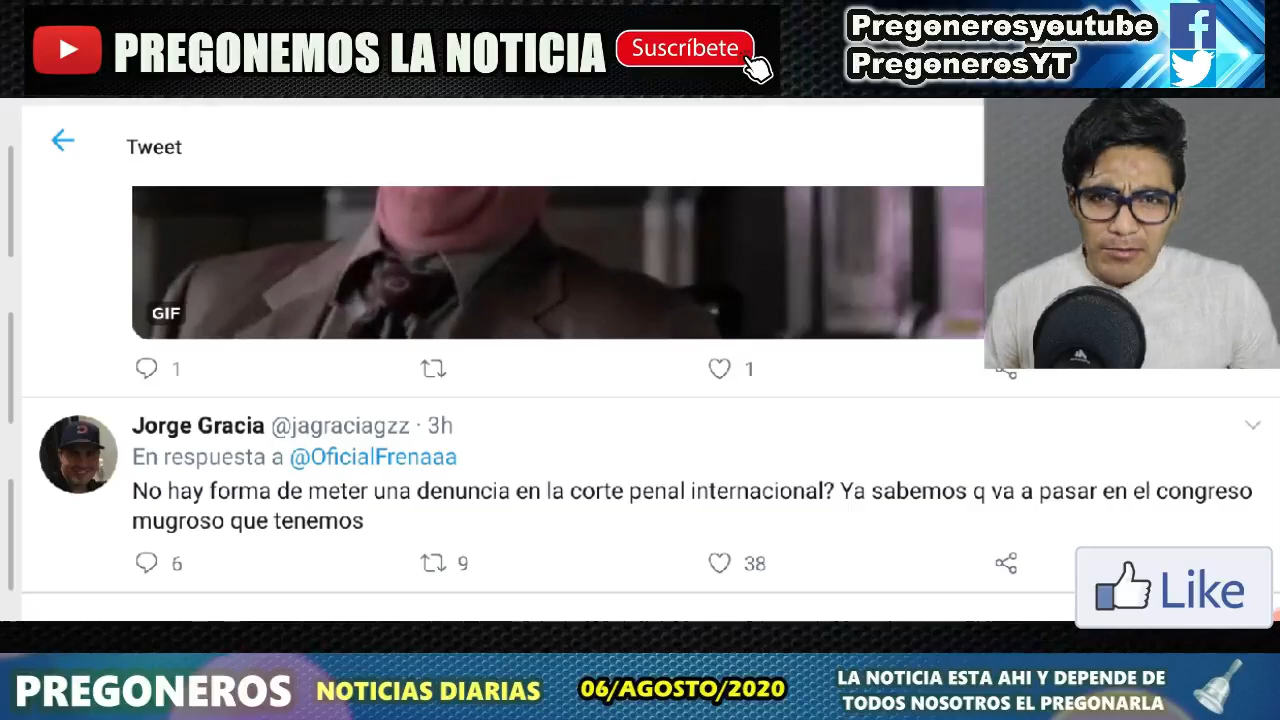 PREGONEMOS LA NOTICIA
Suscríbete
Pregonerosyoutube
PregonerosYT
Tweet
GIF
1
1
Jorge Gracia @jagraciagzz · 3h
En respuesta a @OficialFrenaaa
No hay forma de meter una denuncia en la corte penal internacional? Ya sabemos q va a pasar en el congreso
mugroso que tenemos
6
9
38
Like
PREGONEROS
NOTICIAS DIARIAS
06/AGOSTO/2020
LA NOTICIA ESTA AHI Y DEPENDE DE
TODOS NOSOTROS EL PREGONARLA